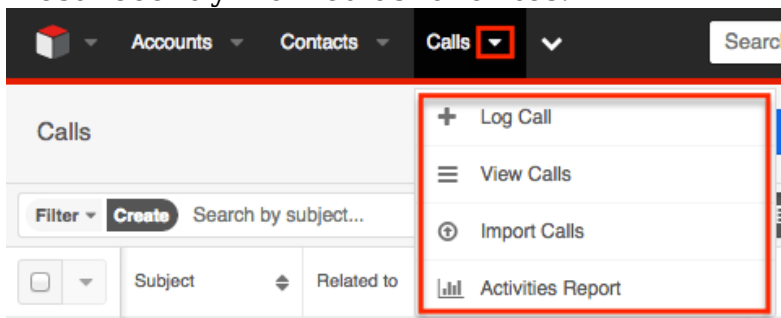 Accounts Contacts Calls Searc
Calls
Log Call
View Calls
Filter Create Search by subject...
Import Calls
Subject Related to
Activities Report